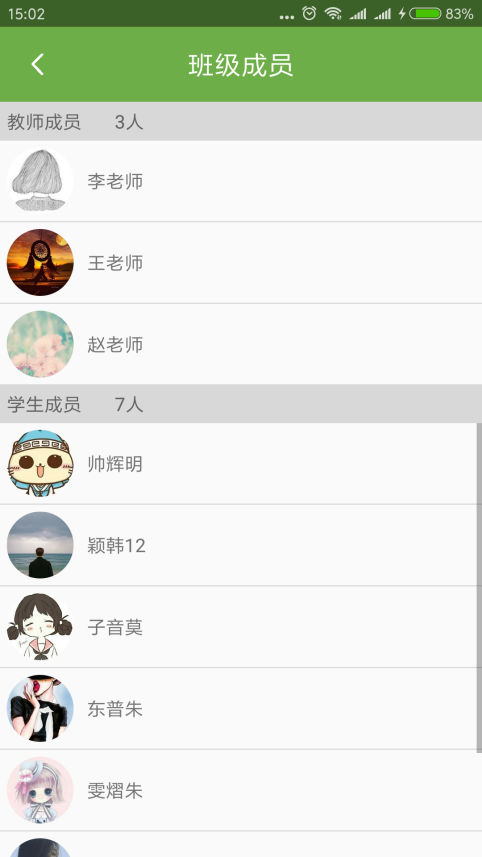 15:02 ... 83%
班级成员
教师成员 3人
李老师
王老师
赵老师
学生成员 7人
帅辉明
颖韩12
子音莫
东普朱
雯熠朱